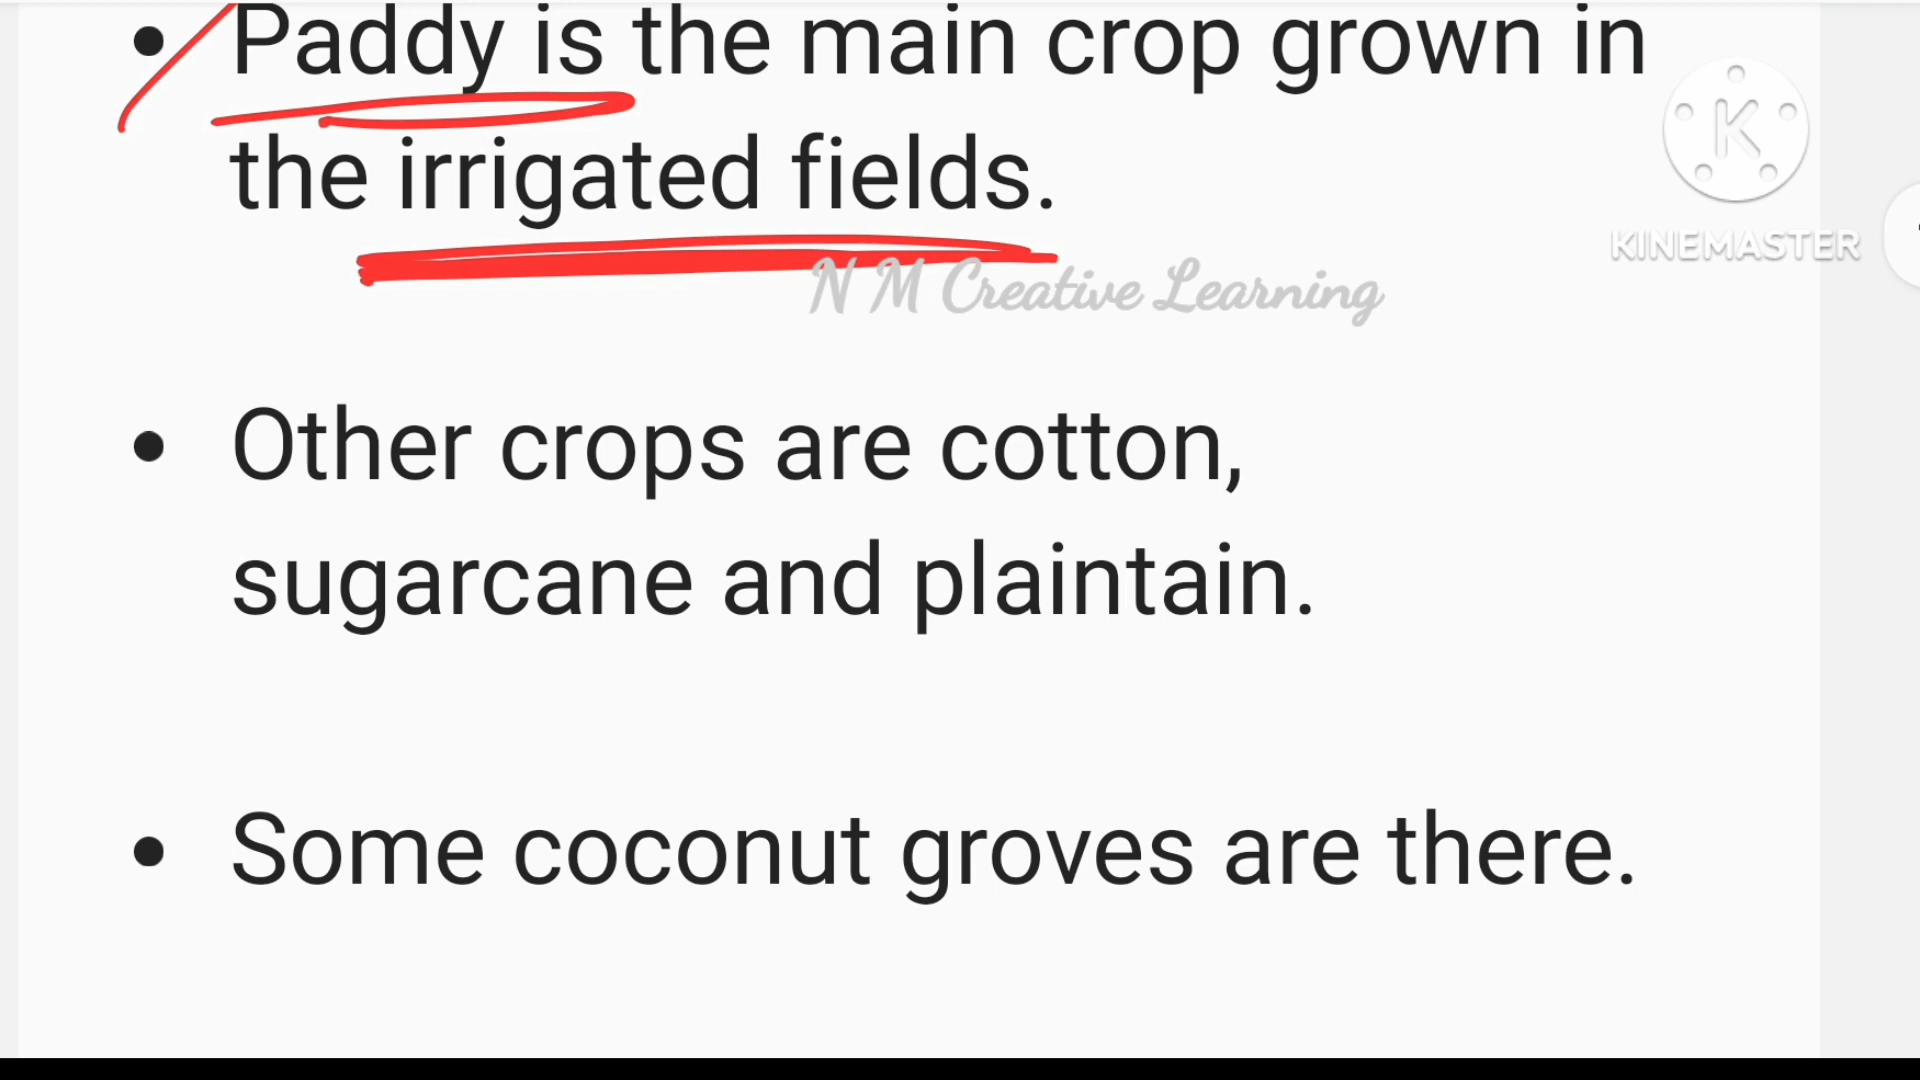 • Paddy is the main crop grown in
the irrigated fields.
K
KINEMASTER
N M Creative Learning
• Other crops are cotton,
sugarcane and plaintain.
• Some coconut groves are there.